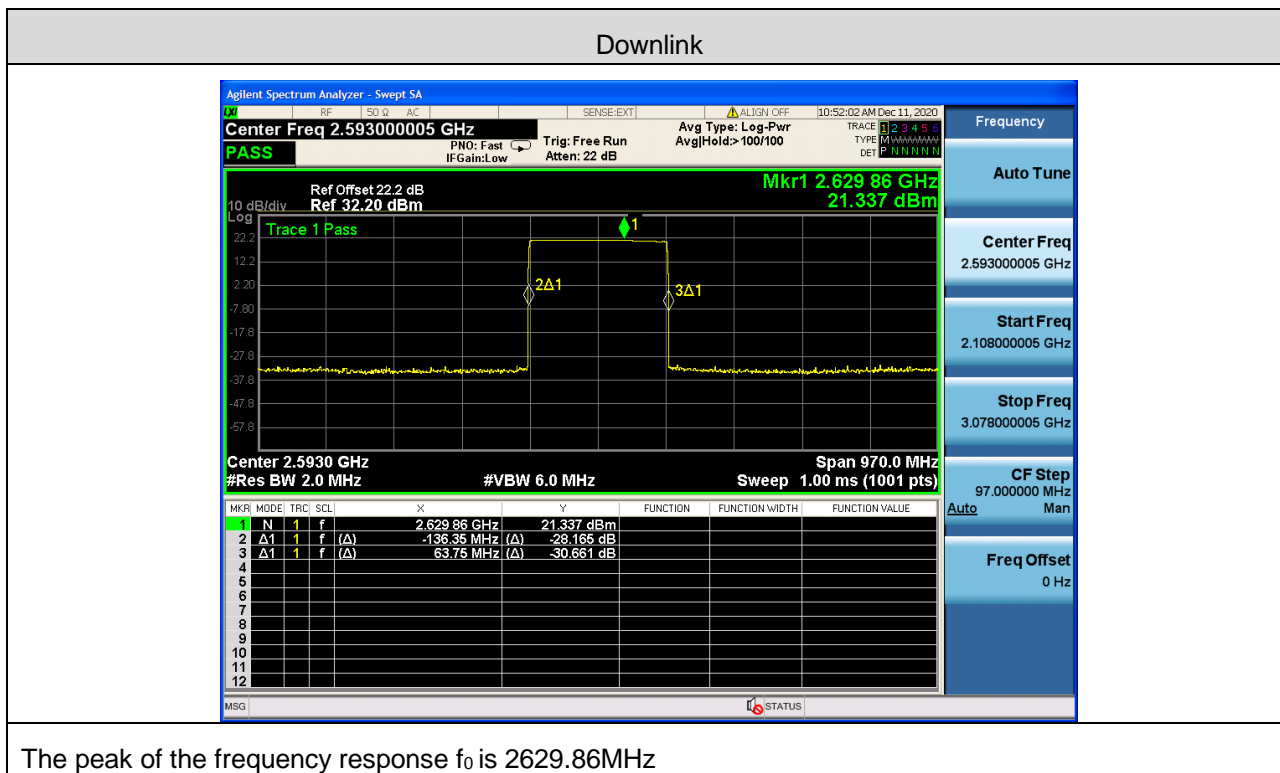 Downlink
Agilent Spectrum Analyzer - Swept SA
LXI RF 50 Ω AC SENSE:EXT ALIGN OFF 10:52:02 AM Dec 11, 2020
Center Freq 2.593000005 GHz
PASS
PNO: Fast
IFGain:Low
Trig: Free Run
Atten: 22 dB
Avg Type: Log-Pwr
Avg|Hold:>100/100
TRACE 1 2 3 4 5 6
TYPE MWWWWW
DET P N N N N N
Mkr1 2.629 86 GHz
21.337 dBm
Ref Offset 22.2 dB
10 dB/div Ref 32.20 dBm
Log
Trace 1 Pass
1
22.2
12.2
2.20
2Δ1
3Δ1
-7.80
-17.8
-27.8
-37.8
-47.8
-57.8
Center 2.5930 GHz Span 970.0 MHz
#Res BW 2.0 MHz #VBW 6.0 MHz Sweep 1.00 ms (1001 pts)
MKR MODE TRC SCL X Y FUNCTION FUNCTION WIDTH FUNCTION VALUE
1 N 1 f 2.629 86 GHz 21.337 dBm
2 Δ1 1 f (Δ) -136.35 MHz (Δ) -28.165 dB
3 Δ1 1 f (Δ) 63.75 MHz (Δ) -30.661 dB
4
5
6
7
8
9
10
11
12
MSG STATUS
Frequency
Auto Tune
Center Freq
2.593000005 GHz
Start Freq
2.108000005 GHz
Stop Freq
3.078000005 GHz
CF Step
97.000000 MHz
Auto Man
Freq Offset
0 Hz
The peak of the frequency response f₀ is 2629.86MHz